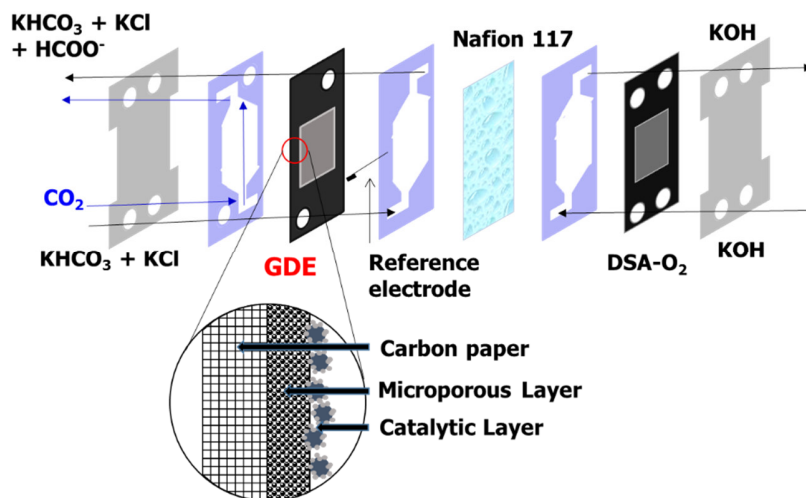 KHCO₃ + KCl
+ HCOO⁻
Nafion 117
KOH
CO₂
KHCO₃ + KCl
GDE
Reference
electrode
DSA-O₂
KOH
Carbon paper
Microporous Layer
Catalytic Layer